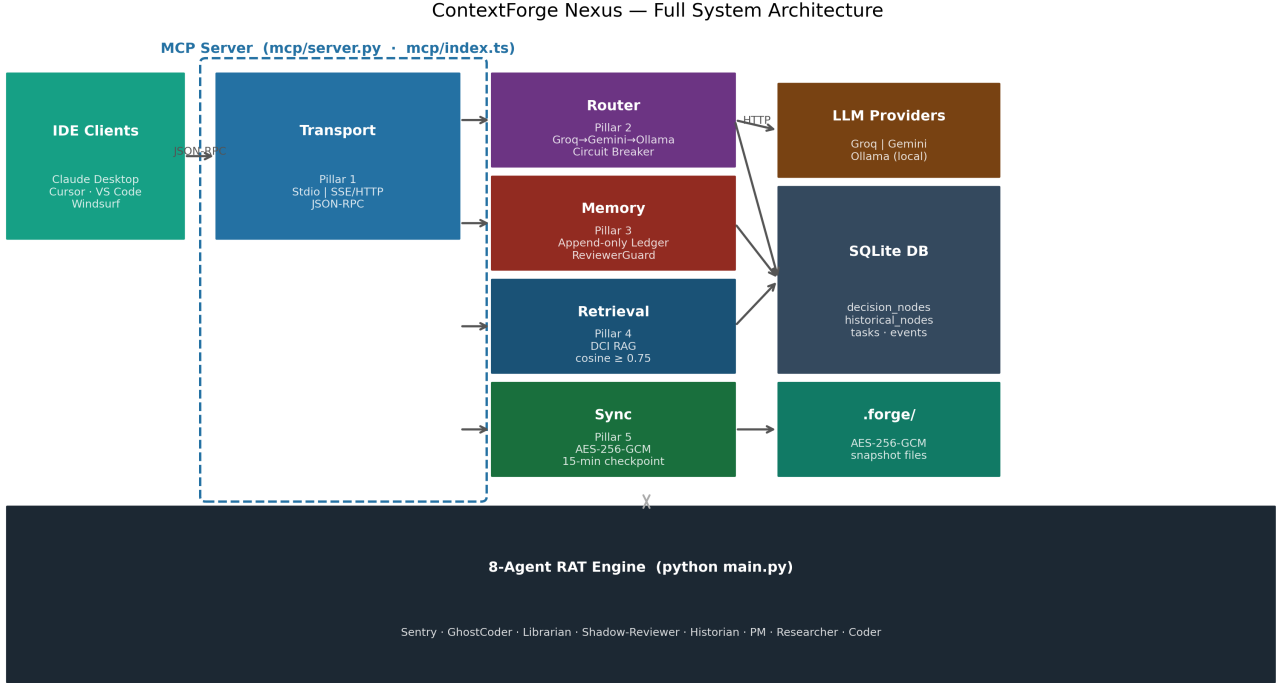 ContextForge Nexus — Full System Architecture
MCP Server  (mcp/server.py  ·  mcp/index.ts)
IDE Clients
Claude Desktop
Cursor · VS Code
Windsurf
JSON-RPC
Transport
Pillar 1
Stdio | SSE/HTTP
JSON-RPC
Router
Pillar 2
Groq→Gemini→Ollama
Circuit Breaker
HTTP
LLM Providers
Groq | Gemini
Ollama (local)
Memory
Pillar 3
Append-only Ledger
ReviewerGuard
SQLite DB
decision_nodes
historical_nodes
tasks · events
Retrieval
Pillar 4
DCI RAG
cosine ≥ 0.75
Sync
Pillar 5
AES-256-GCM
15-min checkpoint
.forge/
AES-256-GCM
snapshot files
8-Agent RAT Engine  (python main.py)
Sentry · GhostCoder · Librarian · Shadow-Reviewer · Historian · PM · Researcher · Coder